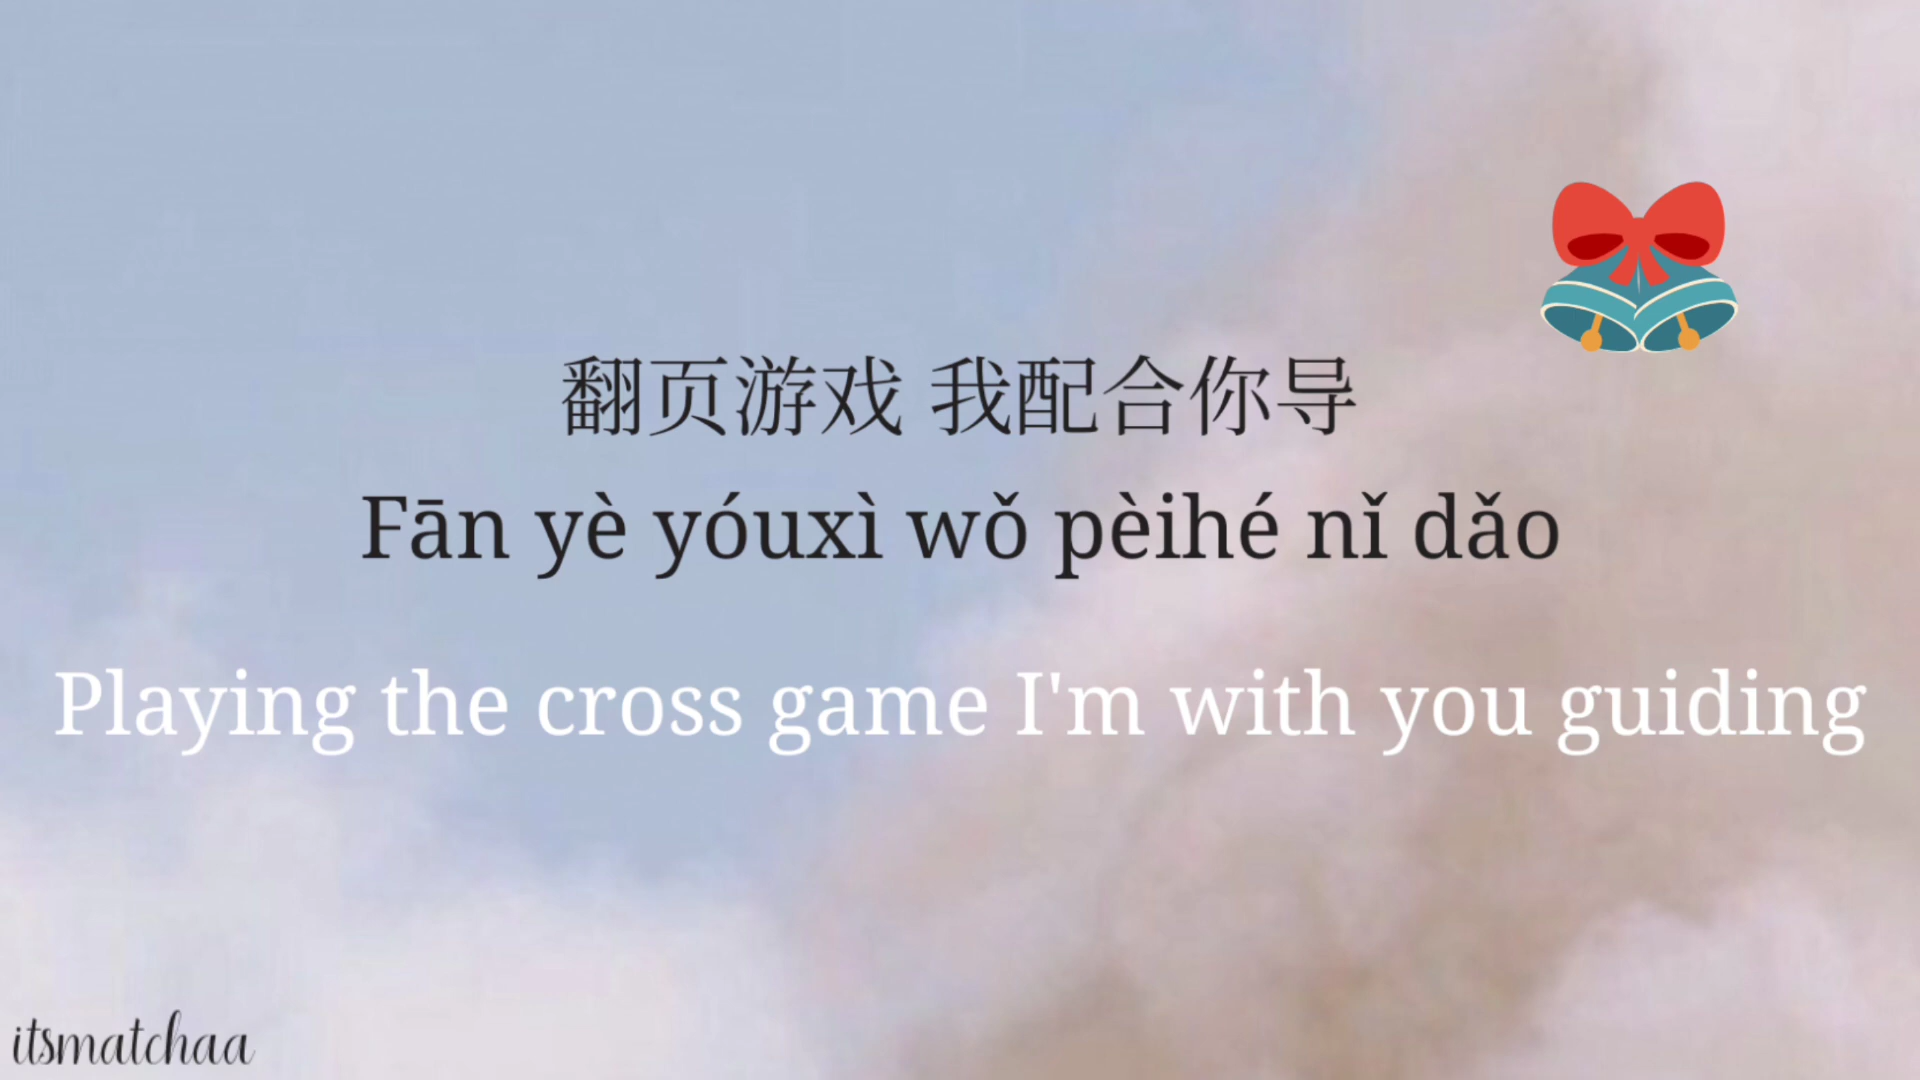 翻页游戏 我配合你导
Fān yè yóuxì wǒ pèihé nǐ dǎo
Playing the cross game I'm with you guiding
itsmatchaa